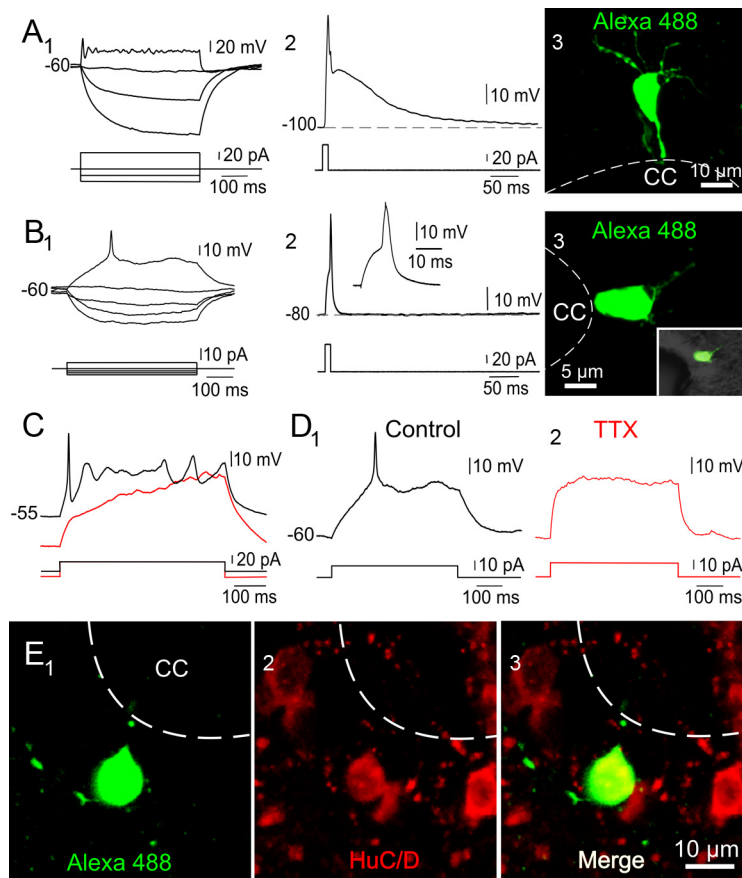 A1
20 mV
-60
20 pA
100 ms
2
10 mV
-100
20 pA
50 ms
3
Alexa 488
CC
10 µm
B1
10 mV
-60
10 pA
100 ms
2
10 mV
10 ms
10 mV
-80
20 pA
50 ms
3
Alexa 488
CC
5 µm
C
10 mV
-55
20 pA
100 ms
D1
Control
10 mV
-60
10 pA
100 ms
2
TTX
10 mV
10 pA
100 ms
E1
CC
Alexa 488
2
HuC/D
3
Merge
10 µm